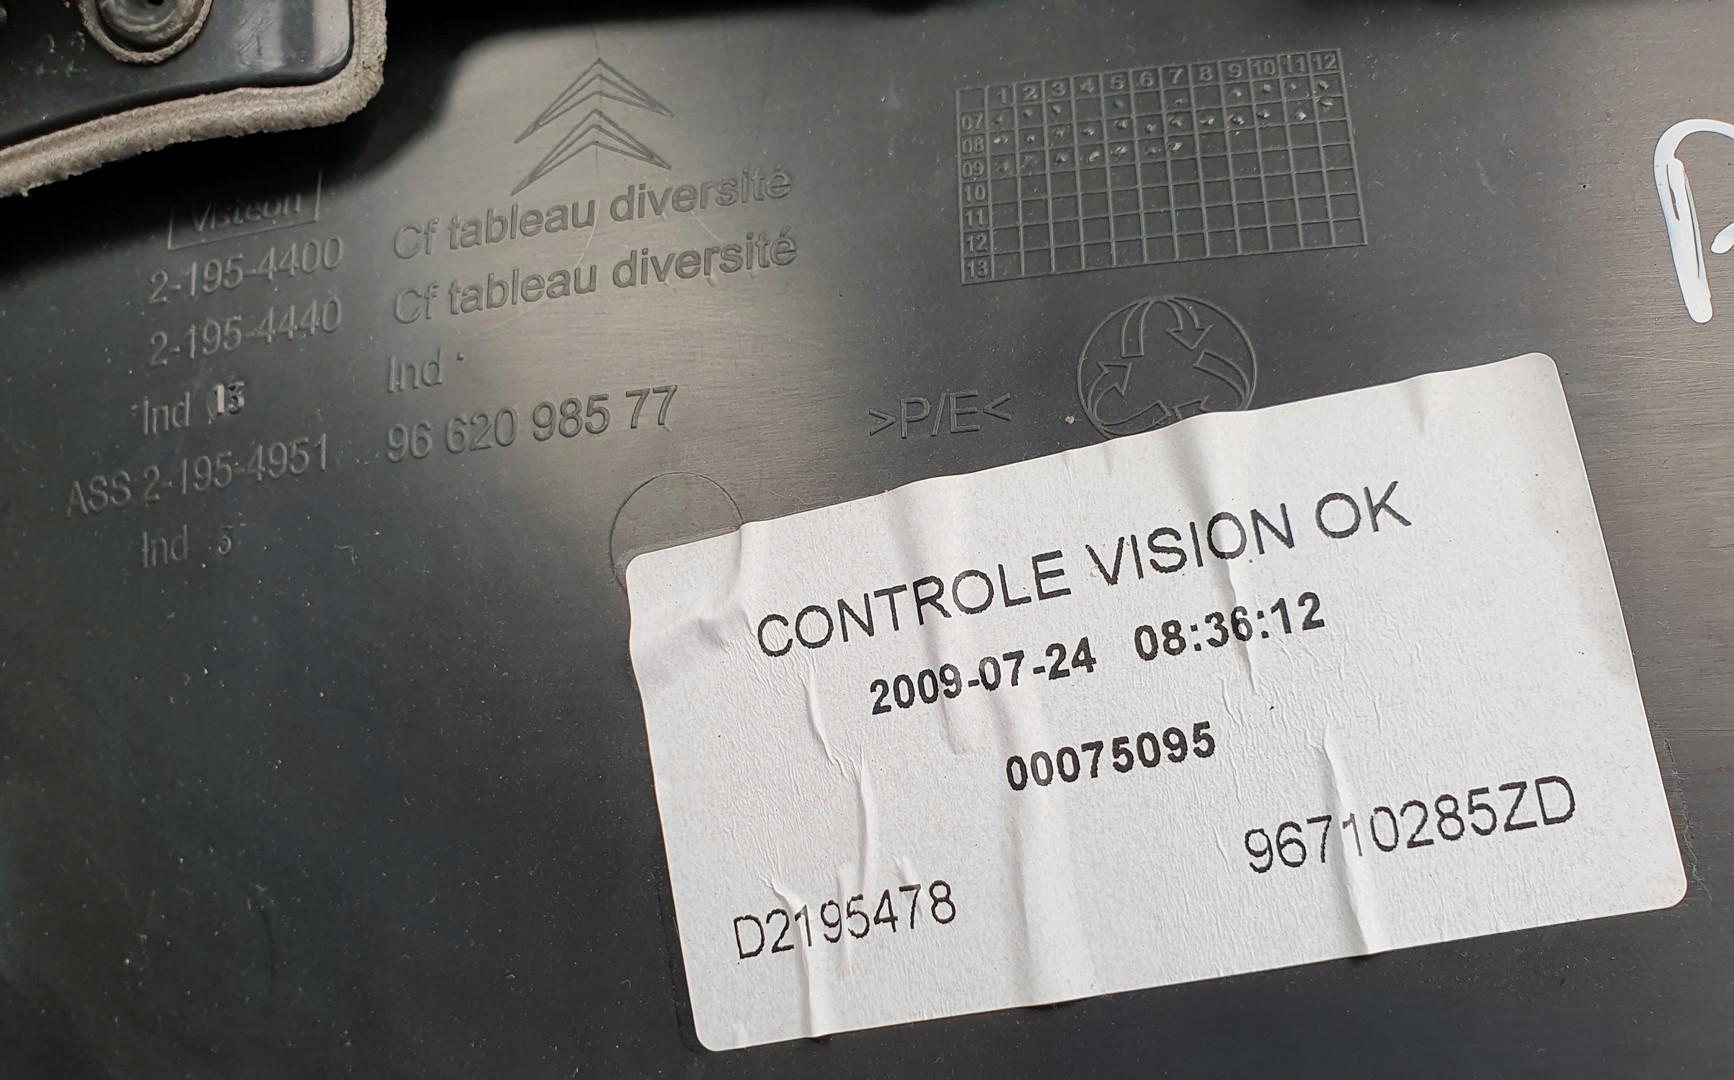 Visteon
2-195-4400 Cf tableau diversité
2-195-4440 Cf tableau diversité
Ind 13 Ind
ASS 2-195-4951 96 620 985 77
Ind 5
1 2 3 4 5 6 7 8 9 10 11 12
07
08
09
10
11
12
13
>P/E<
CONTROLE VISION OK
2009-07-24 08:36:12
00075095
96710285ZD
D2195478